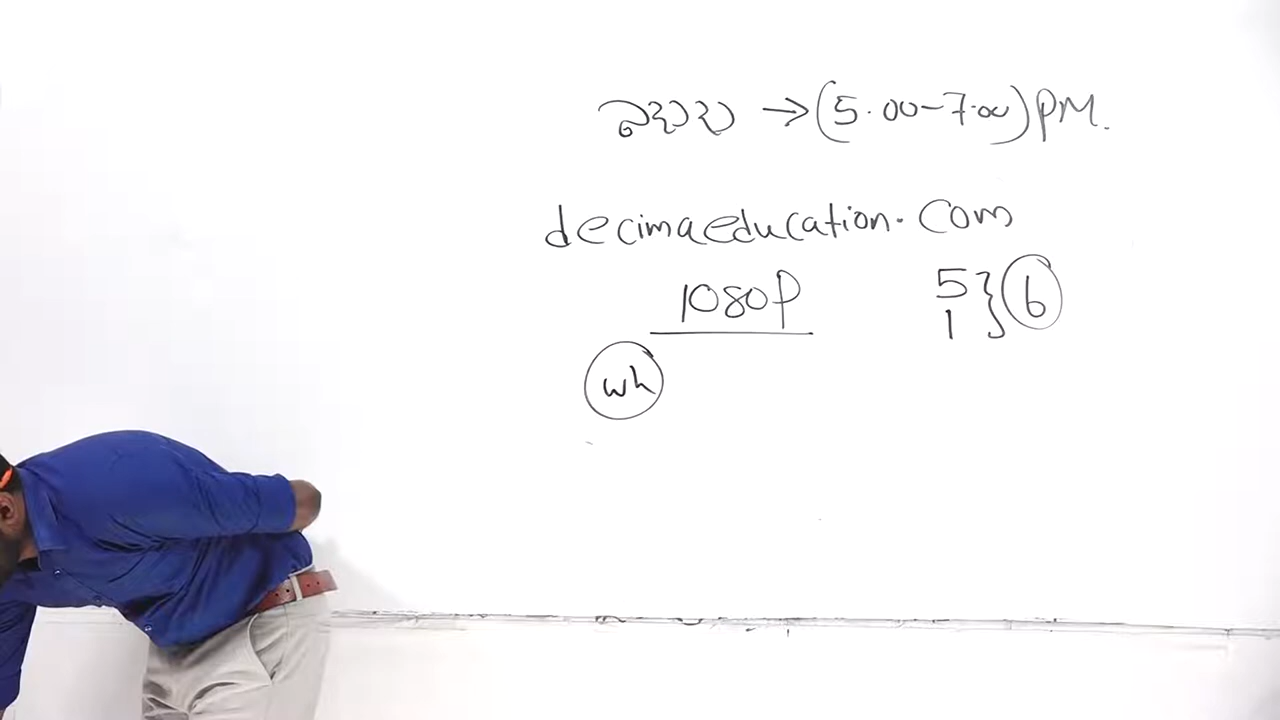 → (5.00-7.00) PM.
decimaeducation.com
1080P 5 } 6
1
wh